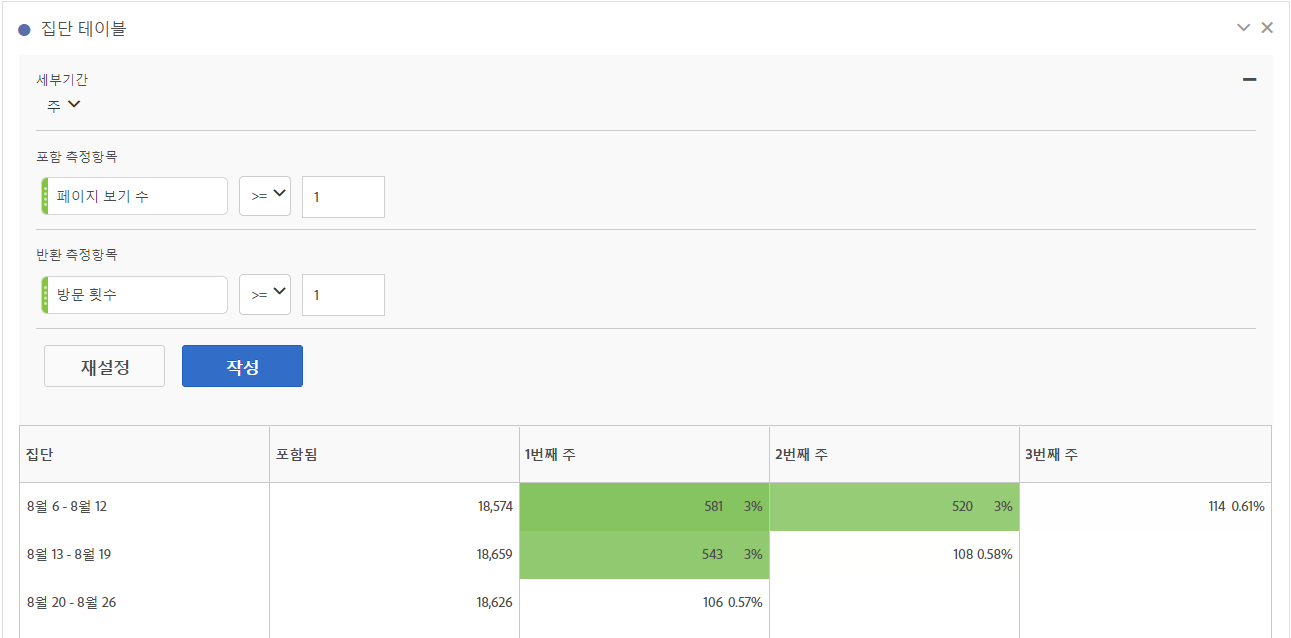 집단 테이블
세부기간
주
포함 측정항목
페이지 보기 수 >= 1
반환 측정항목
방문 횟수 >= 1
재설정 작성
집단 포함됨 1번째 주 2번째 주 3번째 주
8월 6 - 8월 12 18,574 581 3% 520 3% 114 0.61%
8월 13 - 8월 19 18,659 543 3% 108 0.58%
8월 20 - 8월 26 18,626 106 0.57%